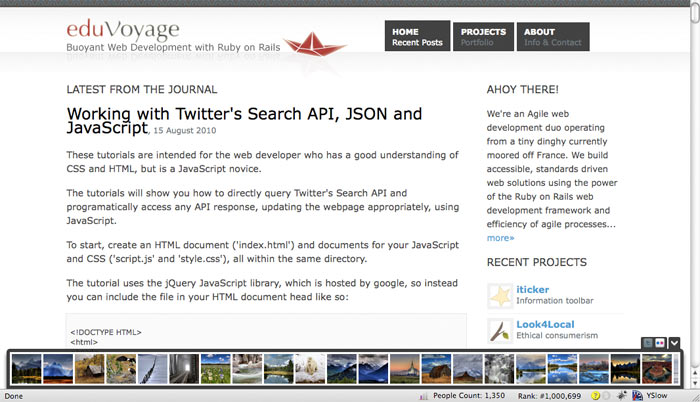 eduVoyage
Buoyant Web Development with Ruby on Rails
HOME
Recent Posts
PROJECTS
Portfolio
ABOUT
Info & Contact
LATEST FROM THE JOURNAL
Working with Twitter's Search API, JSON and
JavaScript, 15 August 2010
These tutorials are intended for the web developer who has a good understanding of
CSS and HTML, but is a JavaScript novice.
The tutorials will show you how to directly query Twitter's Search API and
programatically access any API response, updating the webpage appropriately, using
JavaScript.
To start, create an HTML document ('index.html') and documents for your JavaScript
and CSS ('script.js' and 'style.css'), all within the same directory.
The tutorial uses the jQuery JavaScript library, which is hosted by google, so instead
you can include the file in your HTML document head like so:
<!DOCTYPE HTML>
<html>
AHOY THERE!
We're an Agile web
development duo operating
from a tiny dinghy currently
moored off France. We build
accessible, standards driven
web solutions using the power
of the Ruby on Rails web
development framework and
efficiency of agile processes...
more»
RECENT PROJECTS
iticker
Information toolbar
Look4Local
Ethical consumerism
Done
People Count: 1,350
Rank: #1,000,699
YSlow